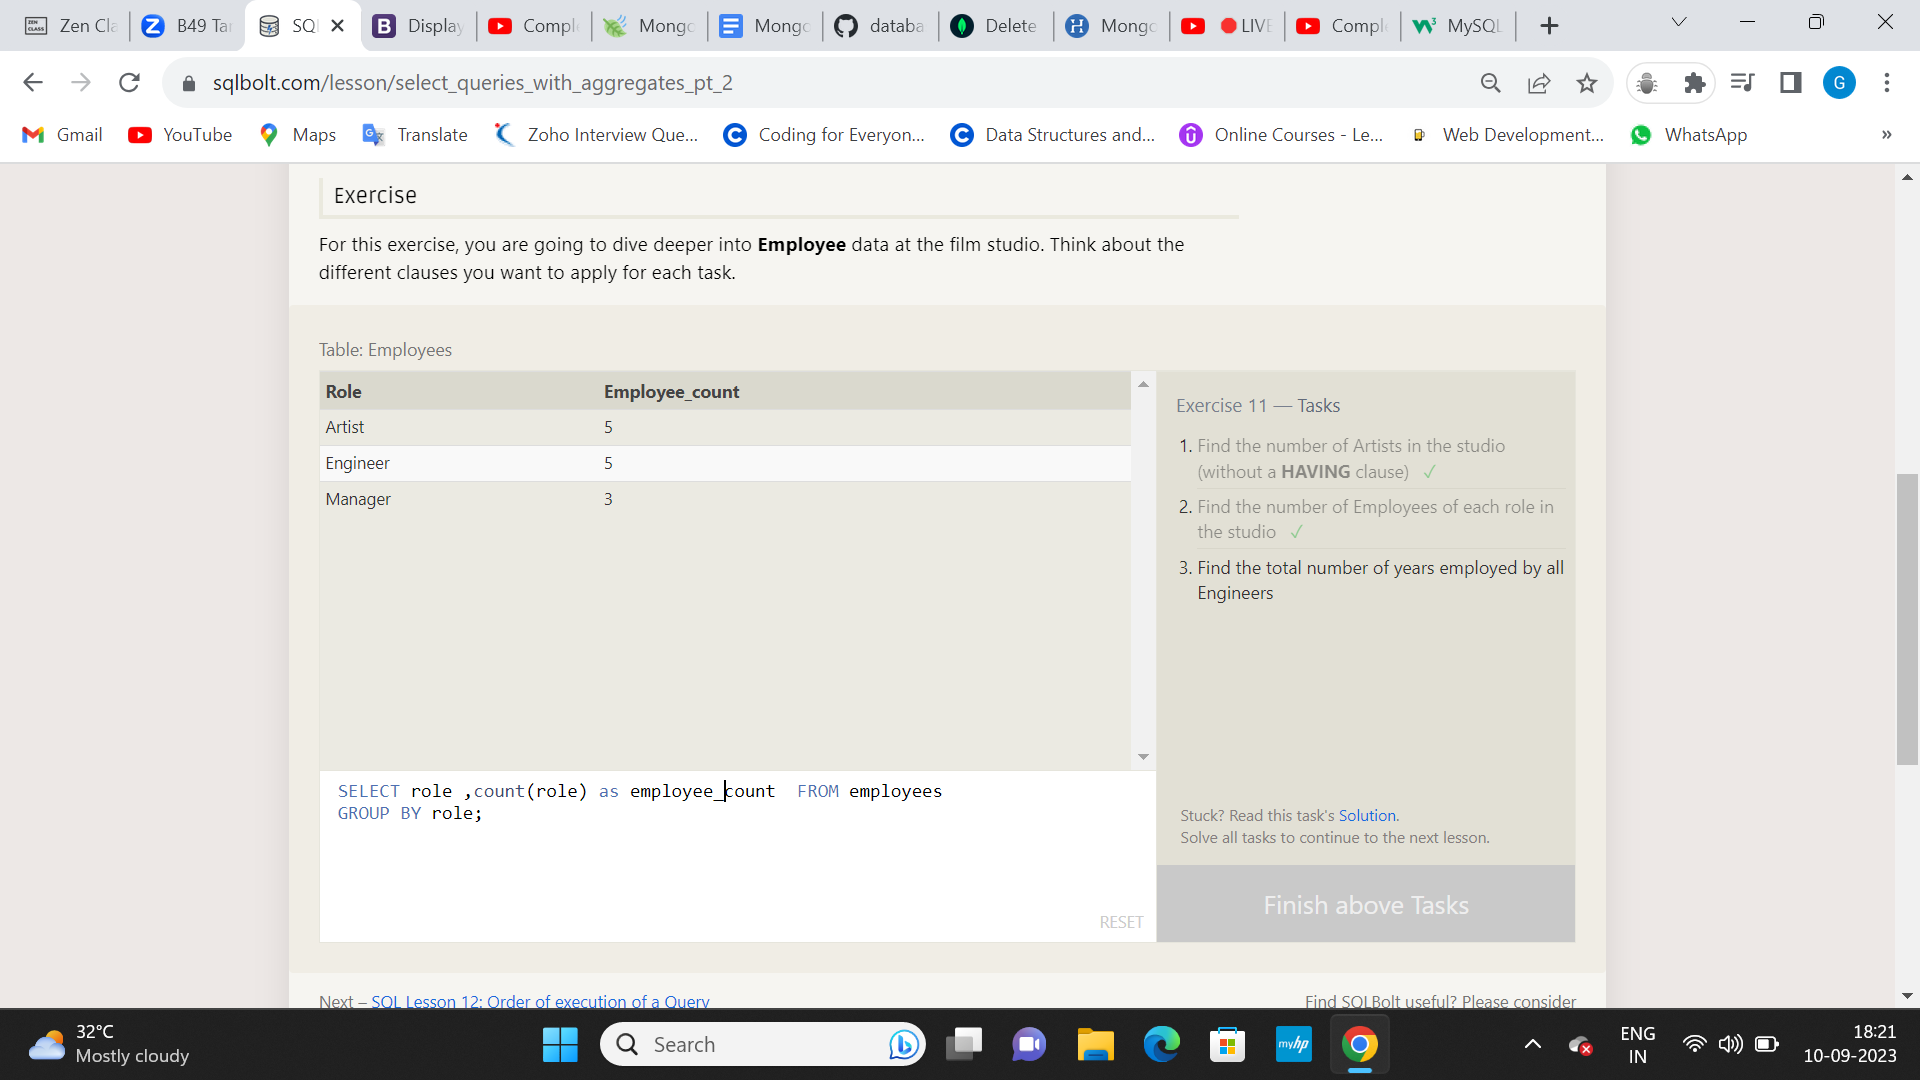 Zen Cla
B49 Tar
SQL
Display
Compl
Mongo
Mongo
databa
Delete
Mongo
LIVE
Compl
MySQL
sqlbolt.com/lesson/select_queries_with_aggregates_pt_2
G
Gmail
YouTube
Maps
Translate
Zoho Interview Que...
Coding for Everyon...
Data Structures and...
Online Courses - Le...
Web Development...
WhatsApp
»
Exercise
For this exercise, you are going to dive deeper into Employee data at the film studio. Think about the
different clauses you want to apply for each task.
Table: Employees
Role Employee_count
Artist 5
Engineer 5
Manager 3
Exercise 11 — Tasks
1. Find the number of Artists in the studio
(without a HAVING clause) ✓
2. Find the number of Employees of each role in
the studio ✓
3. Find the total number of years employed by all
Engineers
SELECT role ,count(role) as employee_count FROM employees
GROUP BY role;
RESET
Stuck? Read this task's Solution.
Solve all tasks to continue to the next lesson.
Finish above Tasks
Next – SQL Lesson 12: Order of execution of a Query
Find SQLBolt useful? Please consider
32°C
Mostly cloudy
Search
myhp
ENG
IN
18:21
10-09-2023